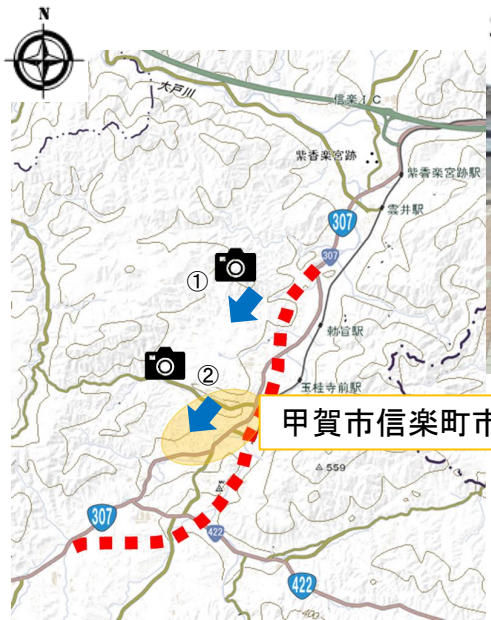 N
大戸川
信楽IC
紫香楽宮跡
紫香楽宮跡駅
雲井駅
307
307
①
勅旨駅
②
玉桂寺前駅
甲賀市信楽町市
559
307
422
422
400